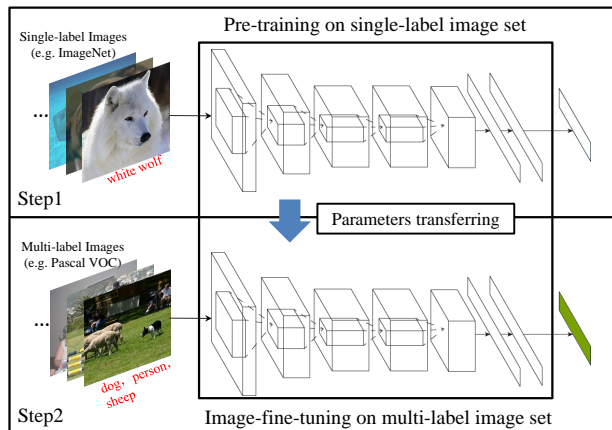 Pre-training on single-label image set
Single-label Images
(e.g. ImageNet)
...
white wolf
Step1
Parameters transferring
Multi-label Images
(e.g. Pascal VOC)
...
dog, person,
sheep
Step2
Image-fine-tuning on multi-label image set